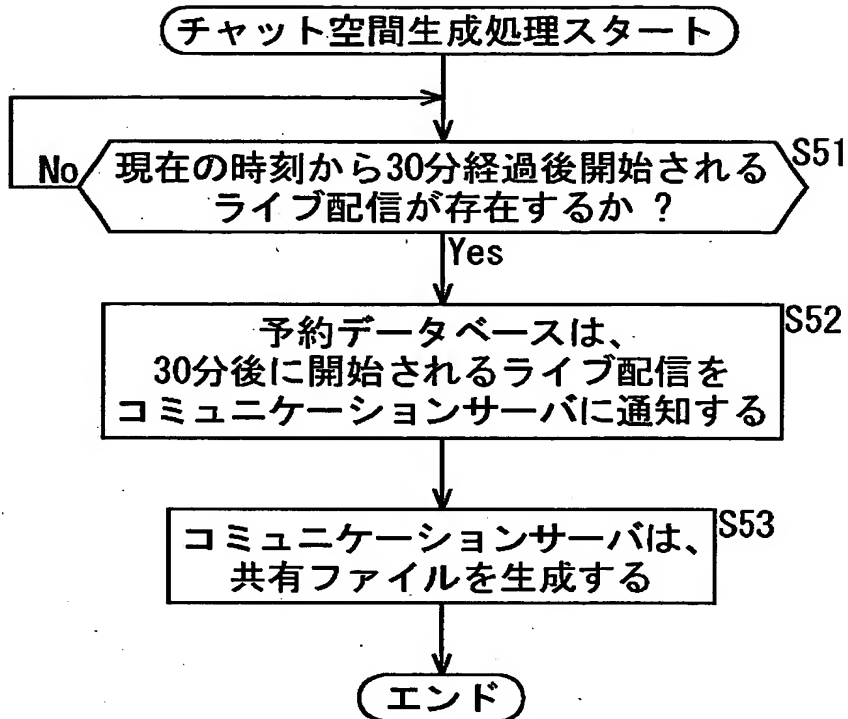 チャット空間生成処理スタート
No
現在の時刻から30分経過後開始される
ライブ配信が存在するか ?
S51
Yes
予約データベースは、
30分後に開始されるライブ配信を
コミュニケーションサーバに通知する
S52
コミュニケーションサーバは、
共有ファイルを生成する
S53
エンド